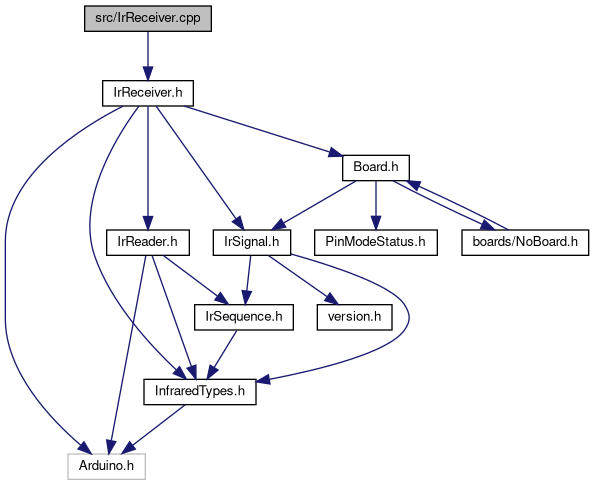 src/IrReceiver.cpp
IrReceiver.h
Board.h
IrReader.h
IrSignal.h
PinModeStatus.h
boards/NoBoard.h
IrSequence.h
version.h
InfraredTypes.h
Arduino.h